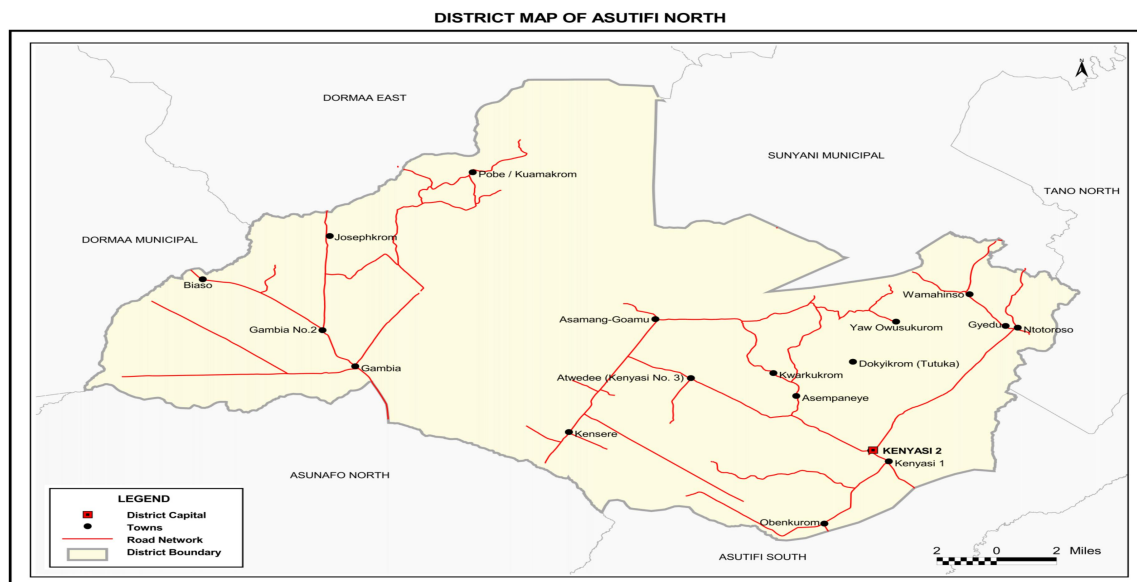 DISTRICT MAP OF ASUTIFI NORTH
N
DORMAA EAST
SUNYANI MUNICIPAL
Pobe / Kuamakrom
TANO NORTH
Josephkrom
DORMAA MUNICIPAL
Biaso
Wamahinso
Asamang-Goamu
Yaw Owusukurom
Gyedu
Ntotoroso
Gambia No.2
Dokyikrom (Tutuka)
Gambia
Kwarkukrom
Atwedee (Kenyasi No. 3)
Asempaneye
Kensere
KENYASI 2
Kenyasi 1
ASUNAFO NORTH
Obenkurom
ASUTIFI SOUTH
LEGEND
District Capital
Towns
Road Network
District Boundary
2 0 2 Miles